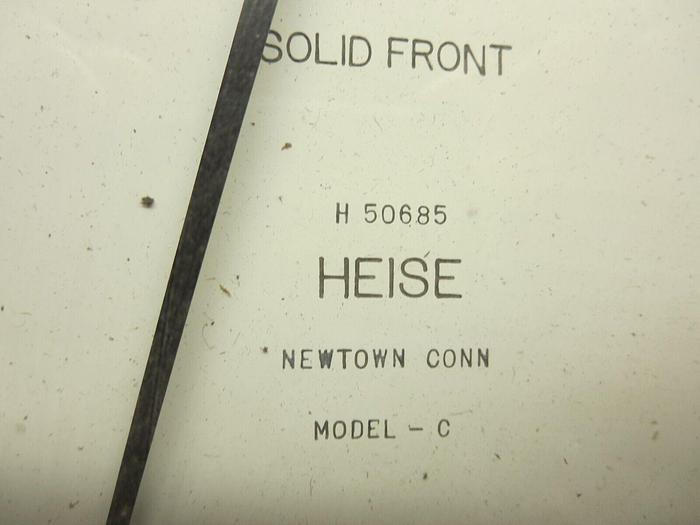 SOLID FRONT
H 50685
HEISE
NEWTOWN CONN
MODEL - C